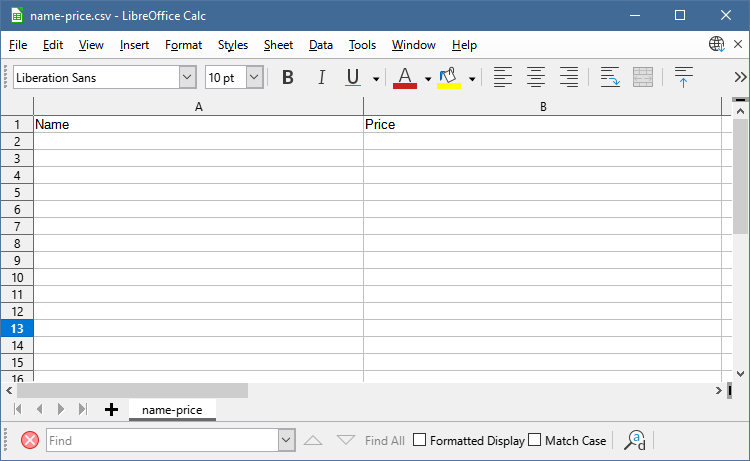 name-price.csv - LibreOffice Calc
File Edit View Insert Format Styles Sheet Data Tools Window Help
Liberation Sans 10 pt B I U A
A B
1 Name Price
2
3
4
5
6
7
8
9
10
11
12
13
14
15
16
name-price
Find Find All Formatted Display Match Case